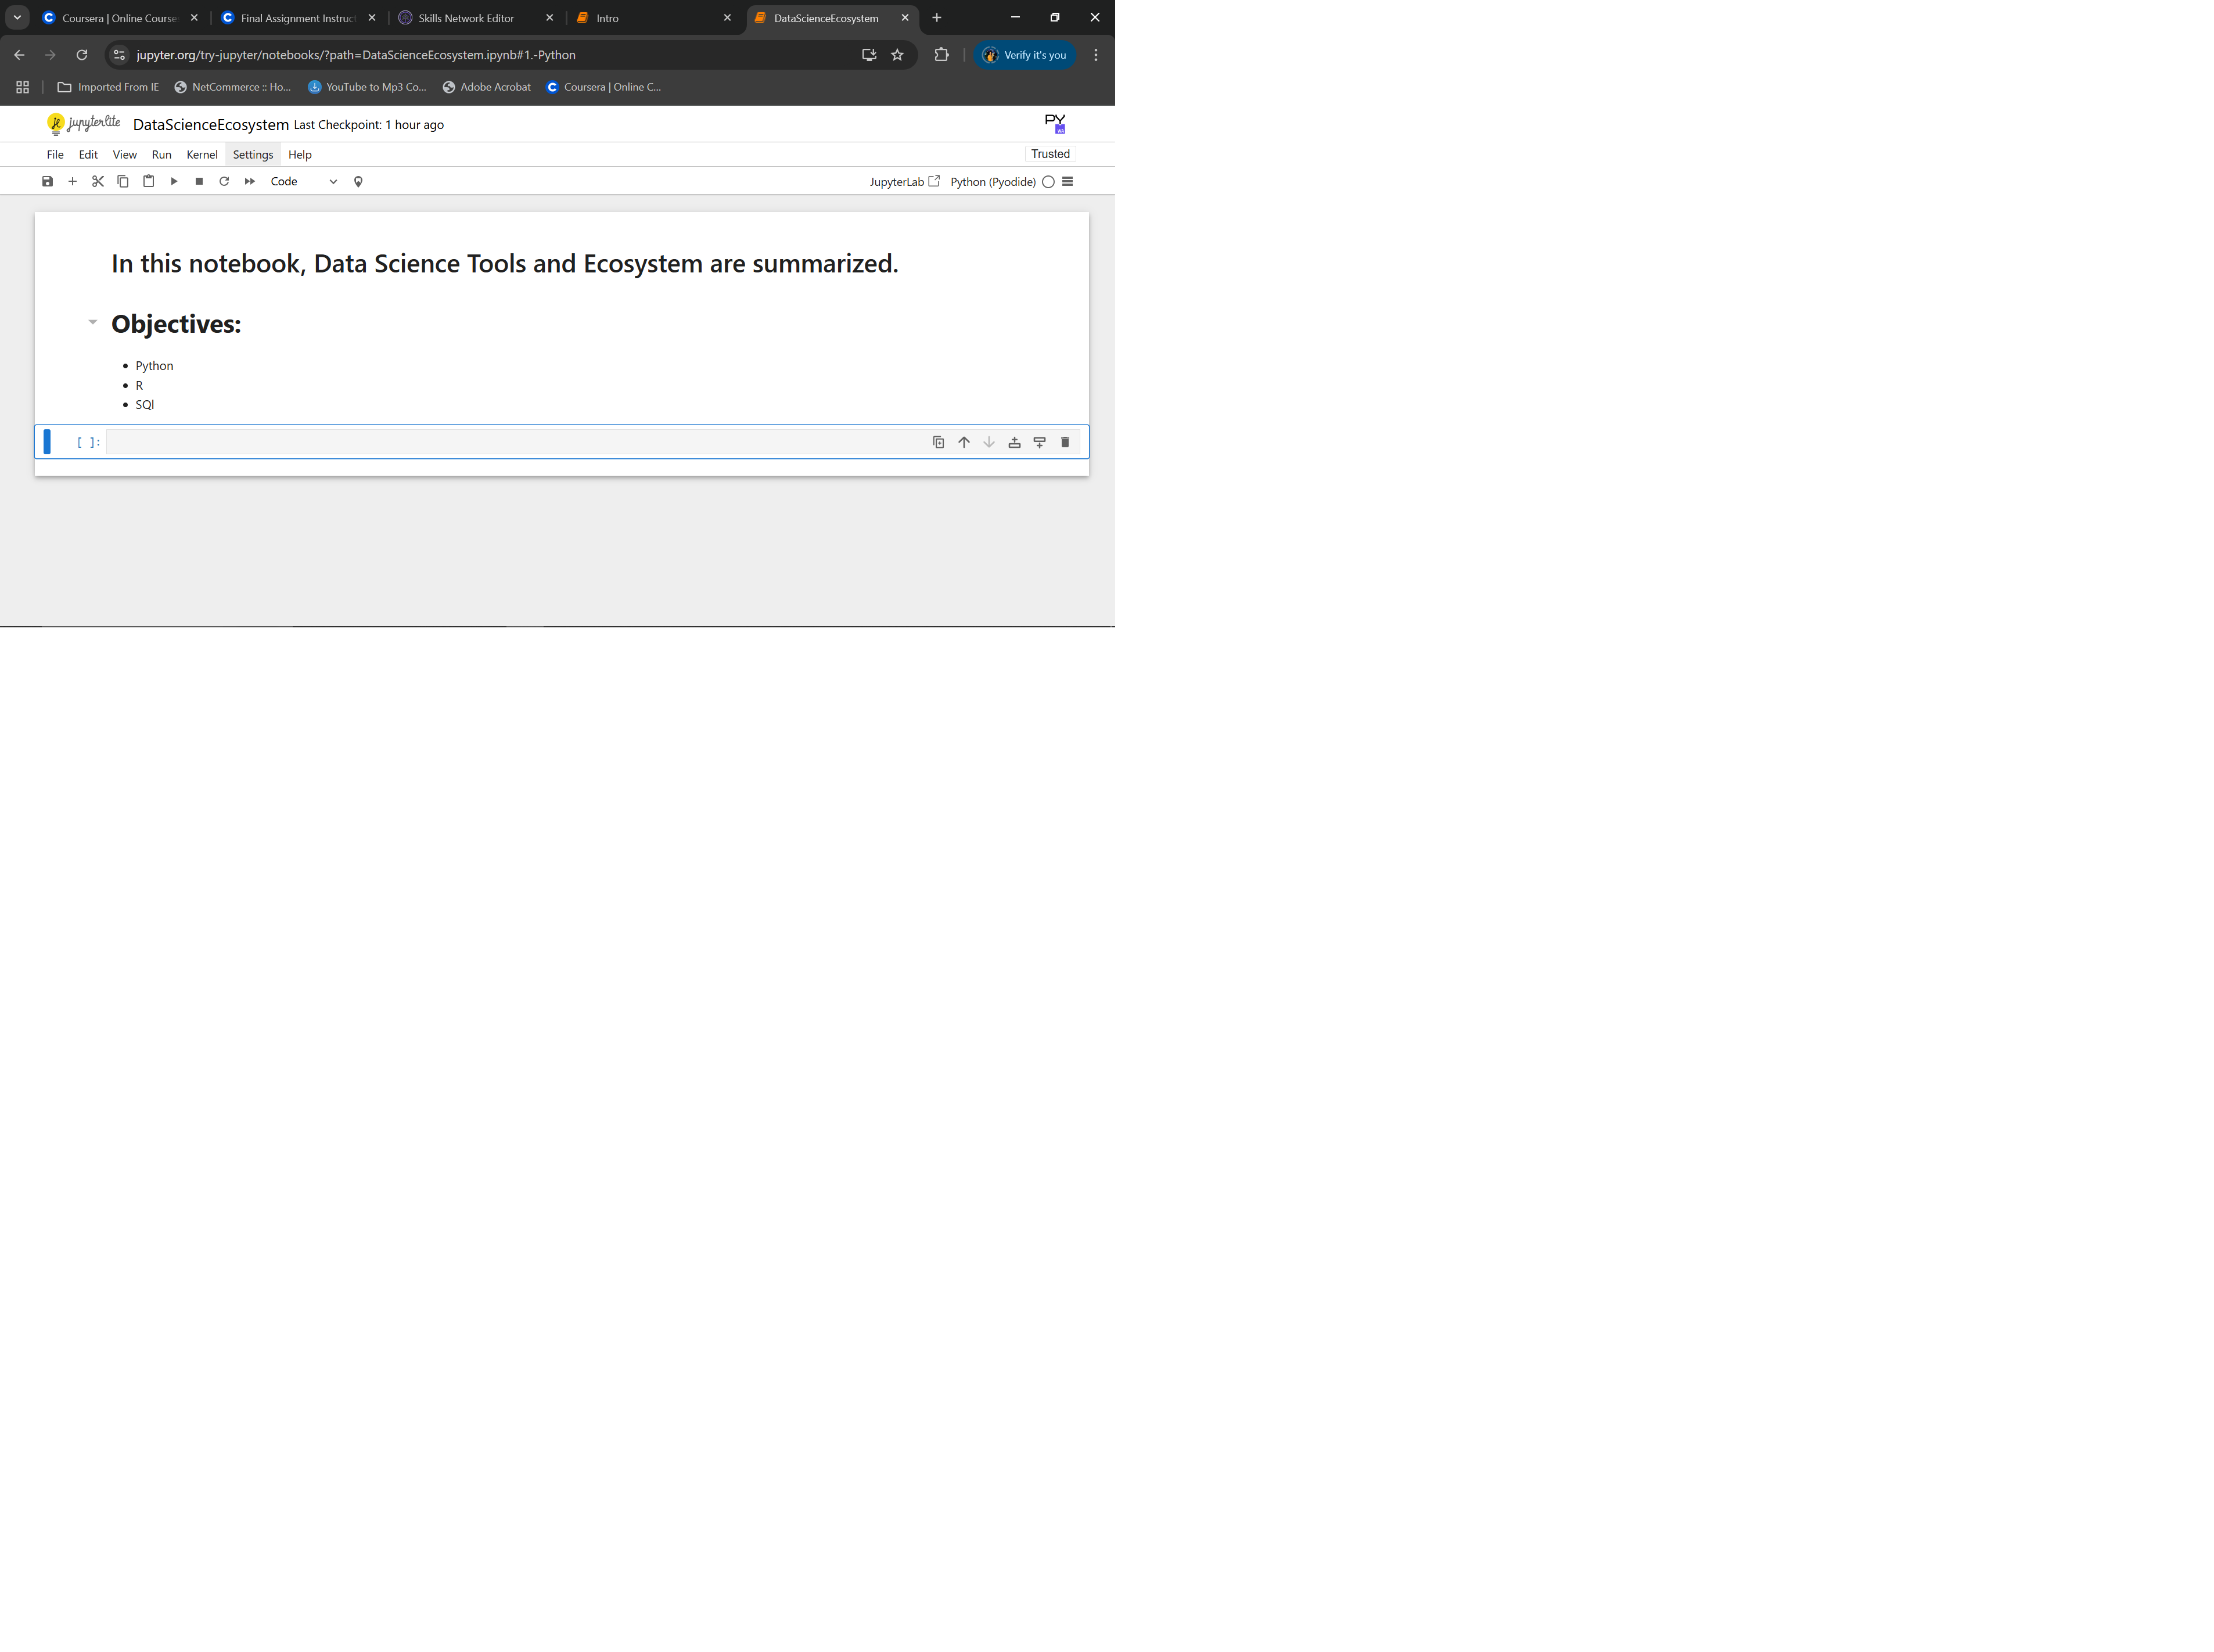 Coursera | Online Course
Final Assignment Instruct
Skills Network Editor
Intro
DataScienceEcosystem
jupyter.org/try-jupyter/notebooks/?path=DataScienceEcosystem.ipynb#1.-Python
Verify it's you
Imported From IE
NetCommerce :: Ho...
YouTube to Mp3 Co...
Adobe Acrobat
Coursera | Online C...
jupyterlite
DataScienceEcosystem Last Checkpoint: 1 hour ago
PY
WA
File Edit View Run Kernel Settings Help
Trusted
Code
JupyterLab
Python (Pyodide)
In this notebook, Data Science Tools and Ecosystem are summarized.
Objectives:
• Python
• R
• SQl
[ ]: